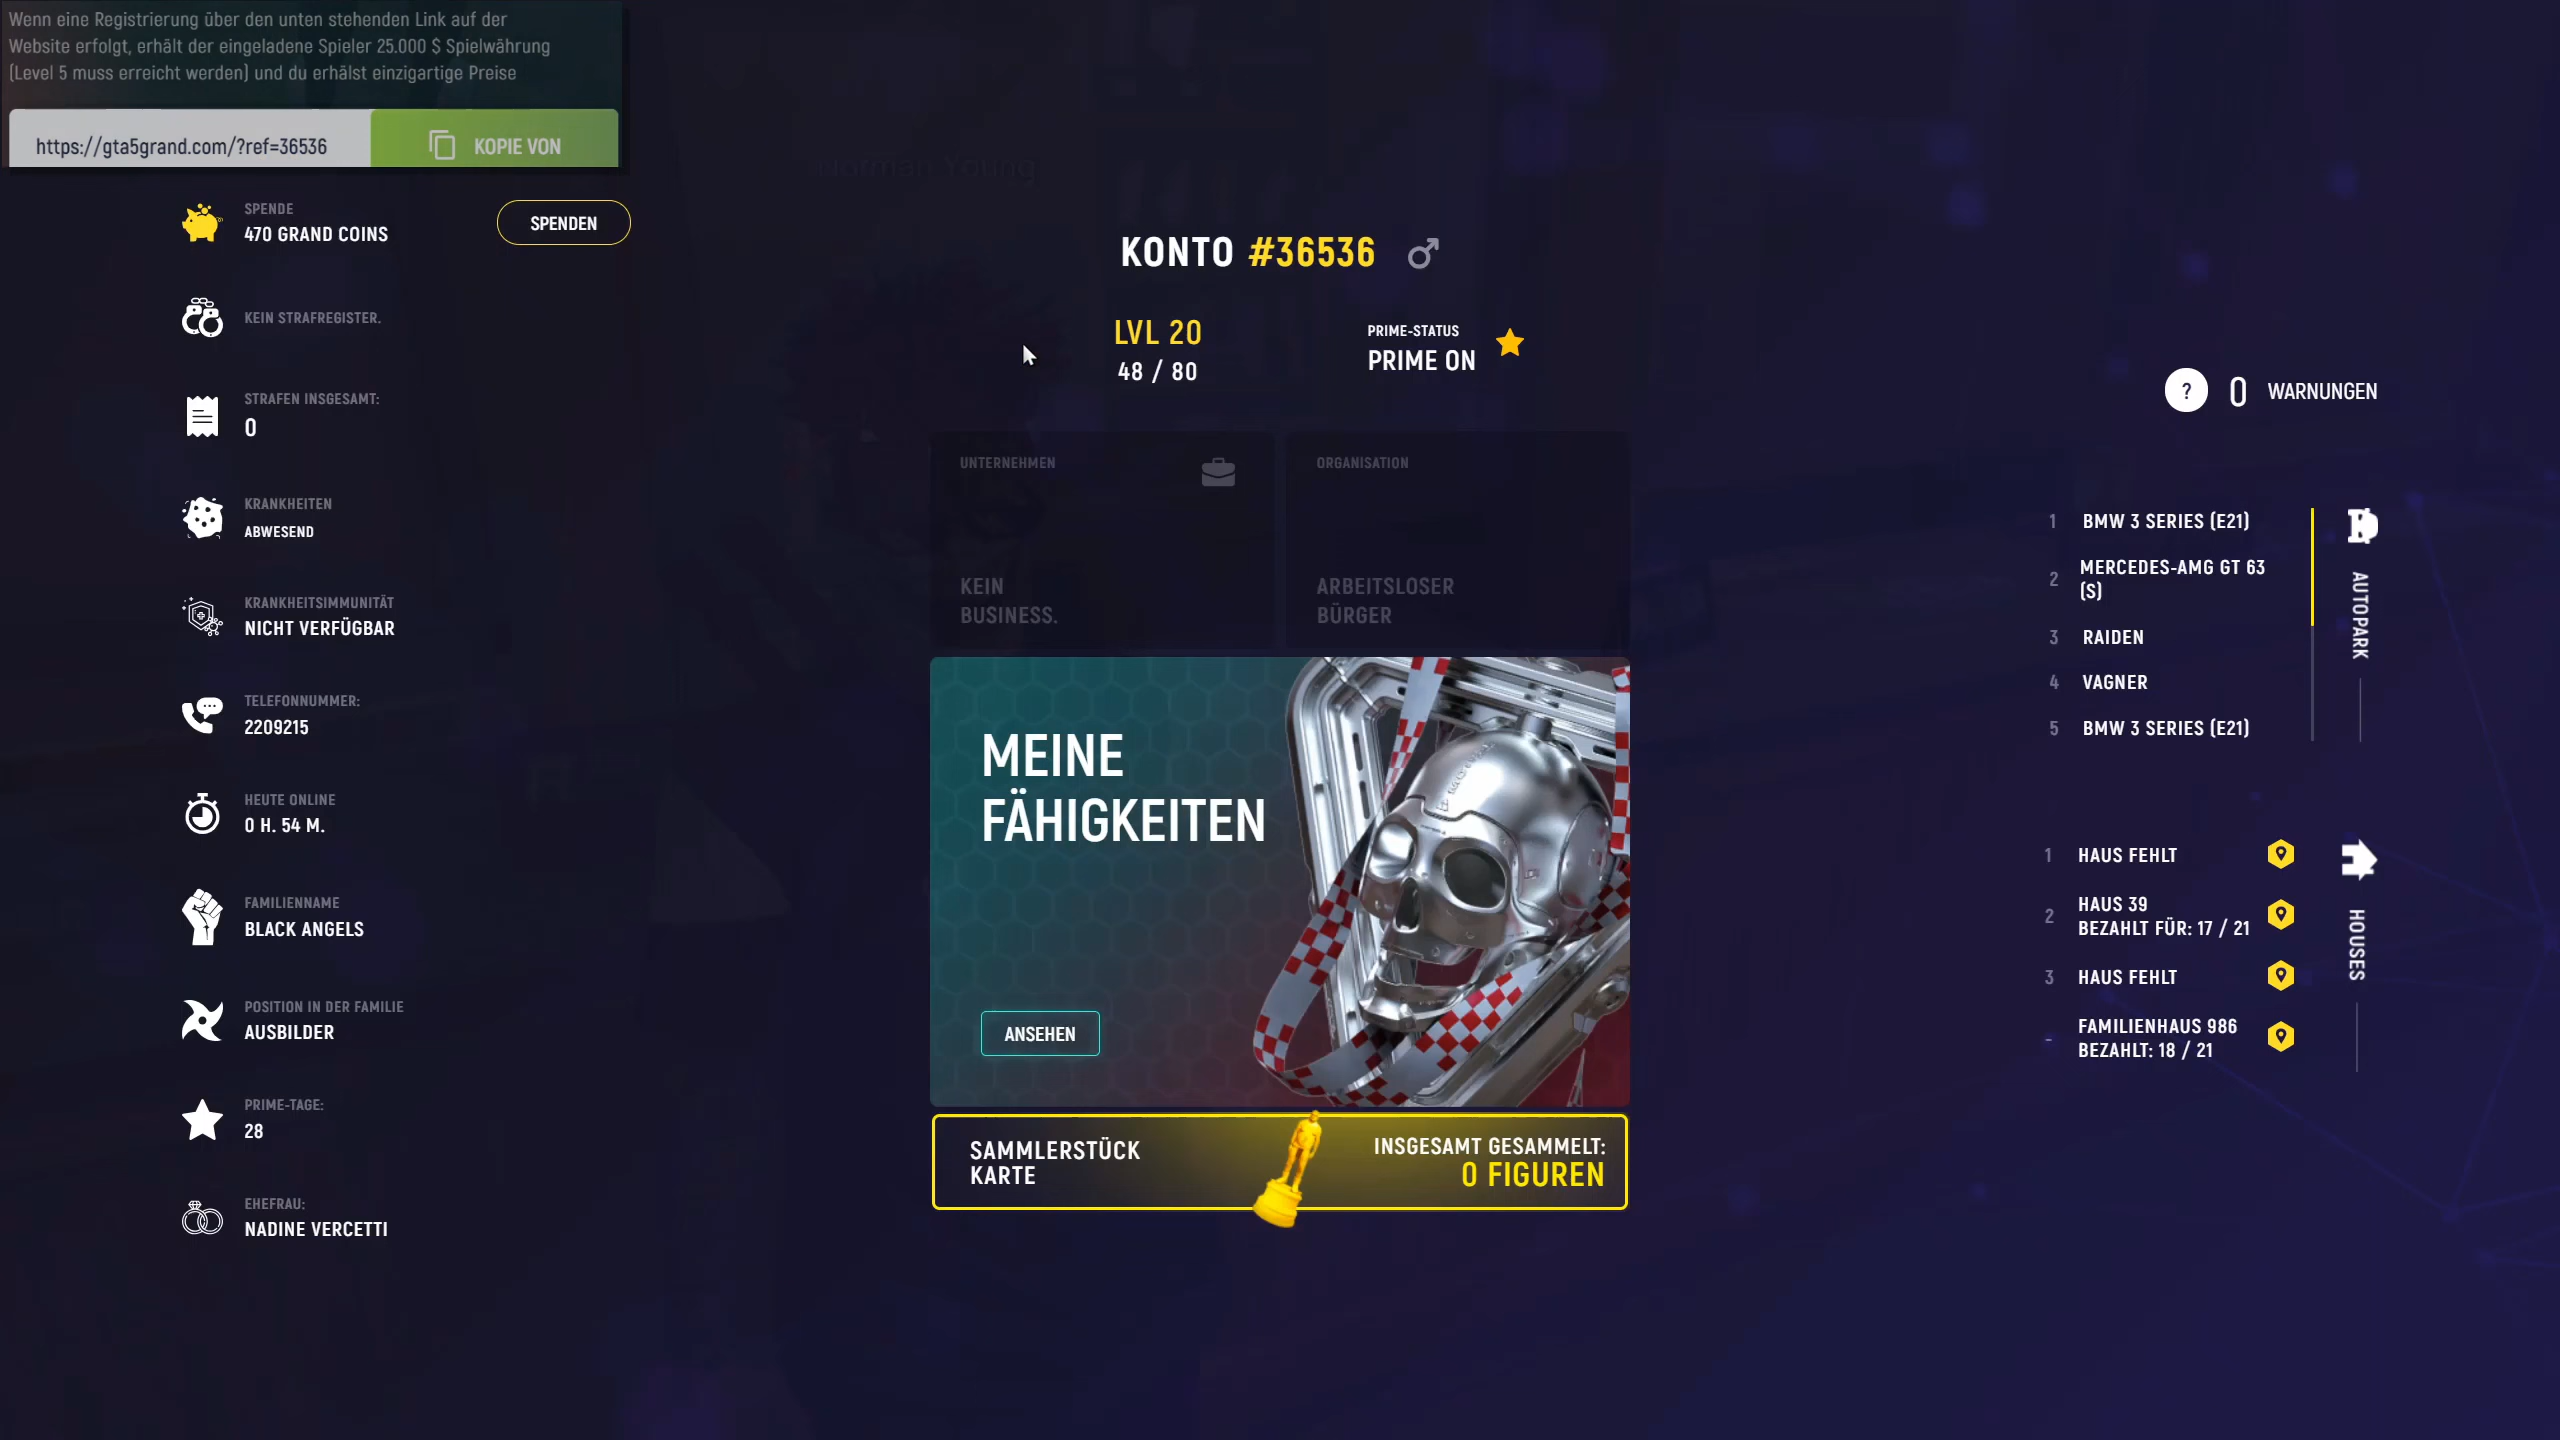 Wenn eine Registrierung über den unten stehenden Link auf der
Website erfolgt, erhält der eingeladene Spieler 25.000 $ Spielwährung
(Level 5 muss erreicht werden) und du erhälst einzigartige Preise
https://gta5grand.com/?ref=36536
KOPIE VON
Norman Young
SPENDE
470 GRAND COINS
SPENDEN
KEIN STRAFREGISTER.
STRAFEN INSGESAMT:
0
KRANKHEITEN
ABWESEND
KRANKHEITSIMMUNITÄT
NICHT VERFÜGBAR
TELEFONNUMMER:
2209215
HEUTE ONLINE
0 H. 54 M.
FAMILIENNAME
BLACK ANGELS
POSITION IN DER FAMILIE
AUSBILDER
PRIME-TAGE:
28
EHEFRAU:
NADINE VERCETTI
KONTO #36536
LVL 20
48 / 80
PRIME-STATUS
PRIME ON
UNTERNEHMEN
KEIN
BUSINESS.
ORGANISATION
ARBEITSLOSER
BÜRGER
MEINE
FÄHIGKEITEN
ANSEHEN
SAMMLERSTÜCK
KARTE
INSGESAMT GESAMMELT:
0 FIGUREN
? 0 WARNUNGEN
1 BMW 3 SERIES (E21)
2 MERCEDES-AMG GT 63
(S)
3 RAIDEN
4 VAGNER
5 BMW 3 SERIES (E21)
AUTOPARK
1 HAUS FEHLT
2 HAUS 39
BEZAHLT FÜR: 17 / 21
3 HAUS FEHLT
- FAMILIENHAUS 986
BEZAHLT: 18 / 21
HOUSES